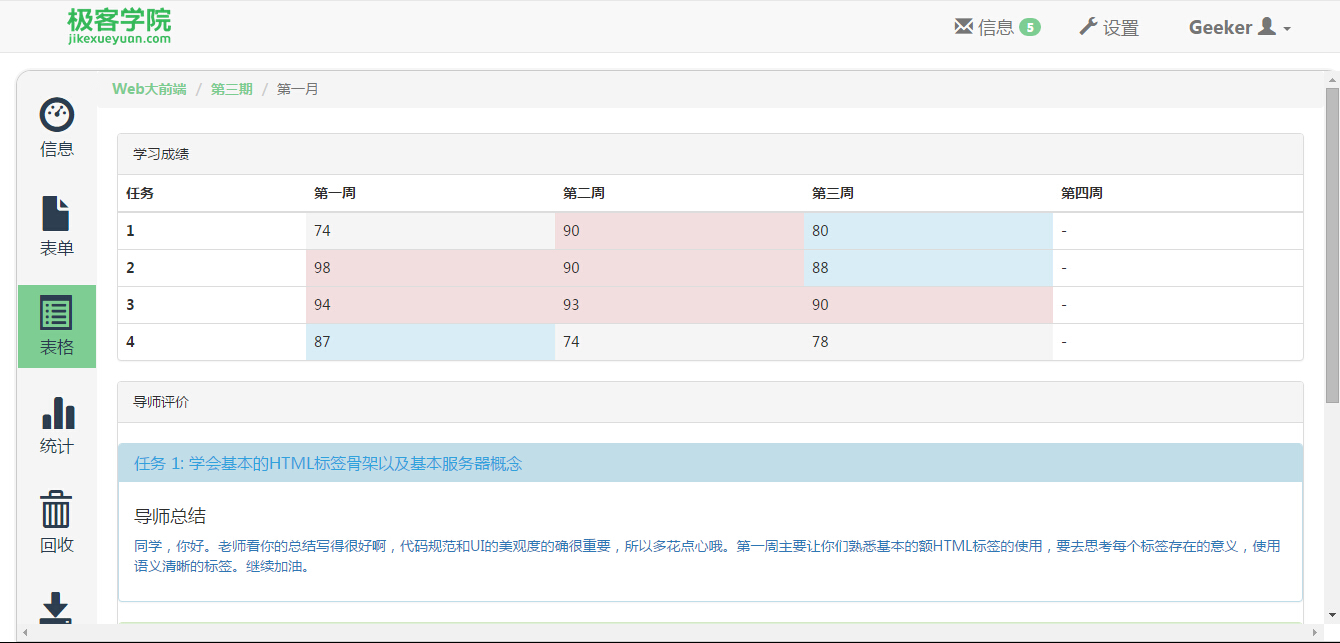 极客学院
jikexueyuan.com
信息 5
设置
Geeker
Web大前端 / 第三期 / 第一月
信息
表单
表格
统计
回收
学习成绩
任务 第一周 第二周 第三周 第四周
1 74 90 80 -
2 98 90 88 -
3 94 93 90 -
4 87 74 78 -
导师评价
任务 1: 学会基本的HTML标签骨架以及基本服务器概念
导师总结
同学，你好。老师看你的总结写得很好啊，代码规范和UI的美观度的确很重要，所以多花点心哦。第一周主要让你们熟悉基本的额HTML标签的使用，要去思考每个标签存在的意义，使用
语义清晰的标签。继续加油。